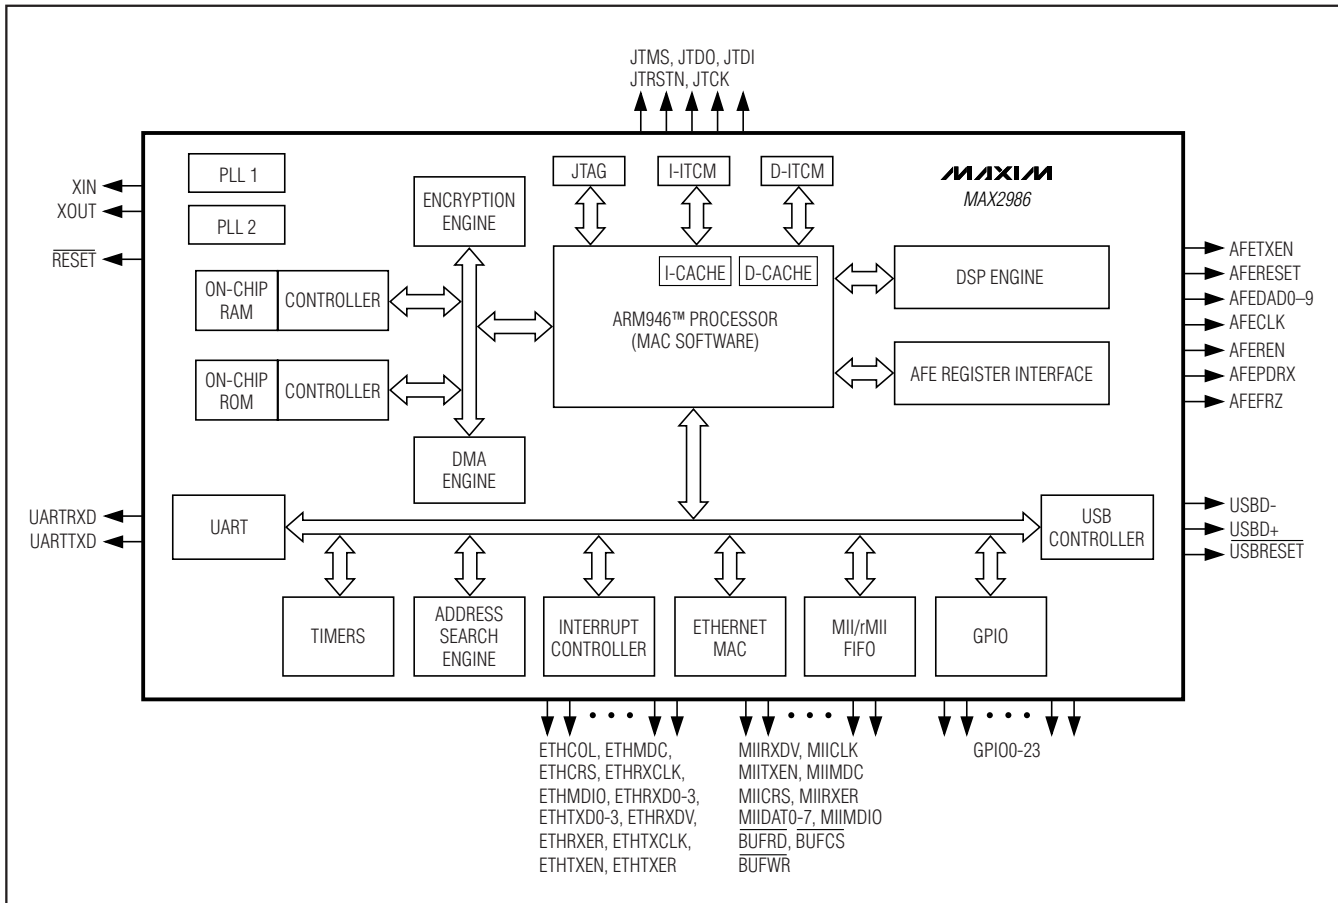 JTMS, JTDO, JTDI
JTRSTN, JTCK
PLL 1
PLL 2
XIN
XOUT
RESET
ENCRYPTION
ENGINE
JTAG
I-ITCM
D-ITCM
MAXIM
MAX2986
ON-CHIP
RAM
CONTROLLER
ON-CHIP
ROM
CONTROLLER
I-CACHE
D-CACHE
ARM946™ PROCESSOR
(MAC SOFTWARE)
DSP ENGINE
AFE REGISTER INTERFACE
AFETXEN
AFERESET
AFEDAD0–9
AFECLK
AFEREN
AFEPDRX
AFEFRZ
DMA
ENGINE
UARTRXD
UARTTXD
UART
USB
CONTROLLER
USBD-
USBD+
USBRESET
TIMERS
ADDRESS
SEARCH
ENGINE
INTERRUPT
CONTROLLER
ETHERNET
MAC
MII/rMII
FIFO
GPIO
ETHCOL, ETHMDC,
ETHCRS, ETHRXCLK,
ETHMDIO, ETHRXD0-3,
ETHTXD0-3, ETHRXDV,
ETHRXER, ETHTXCLK,
ETHTXEN, ETHTXER
MIIRXDV, MIICLK
MIITXEN, MIIMDC
MIICRS, MIIRXER
MIIDAT0-7, MIIMDIO
BUFRD, BUFCS
BUFWR
GPIO0-23